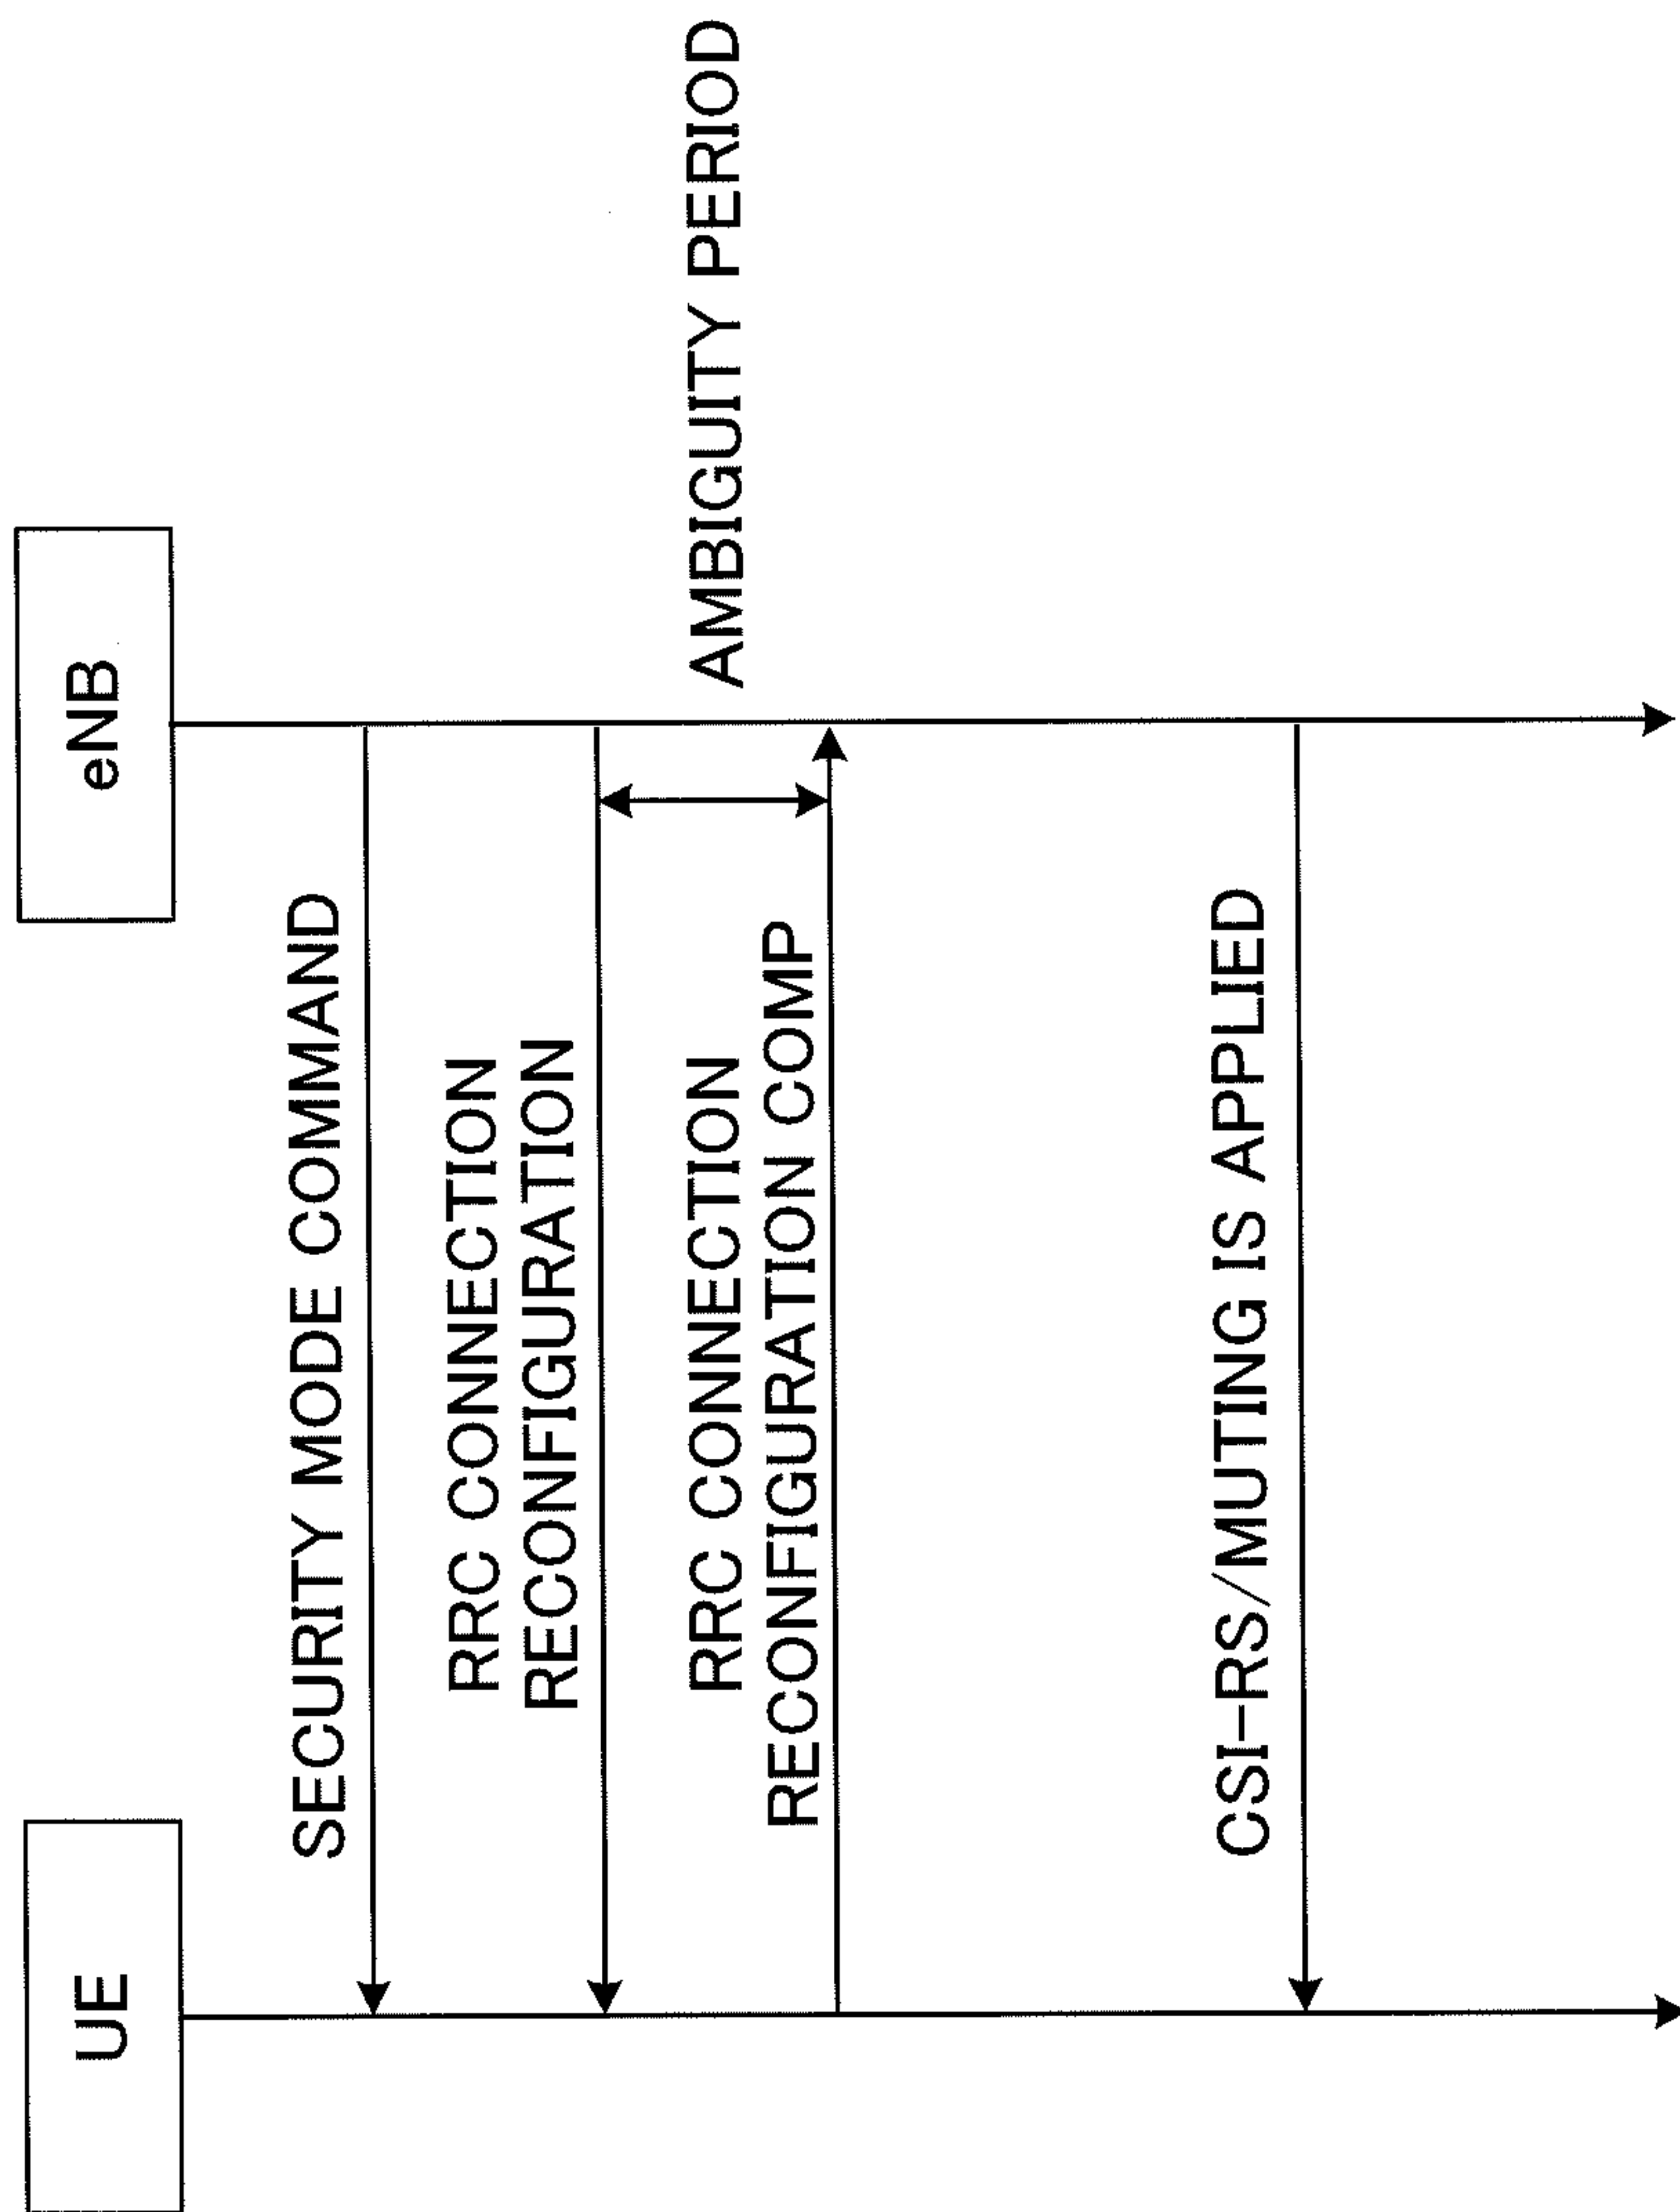 UE
eNB
SECURITY MODE COMMAND
RRC CONNECTION
RECONFIGURATION
AMBIGUITY PERIOD
RRC CONNECTION
RECONFIGURATION COMP
CSI-RS/MUTING IS APPLIED